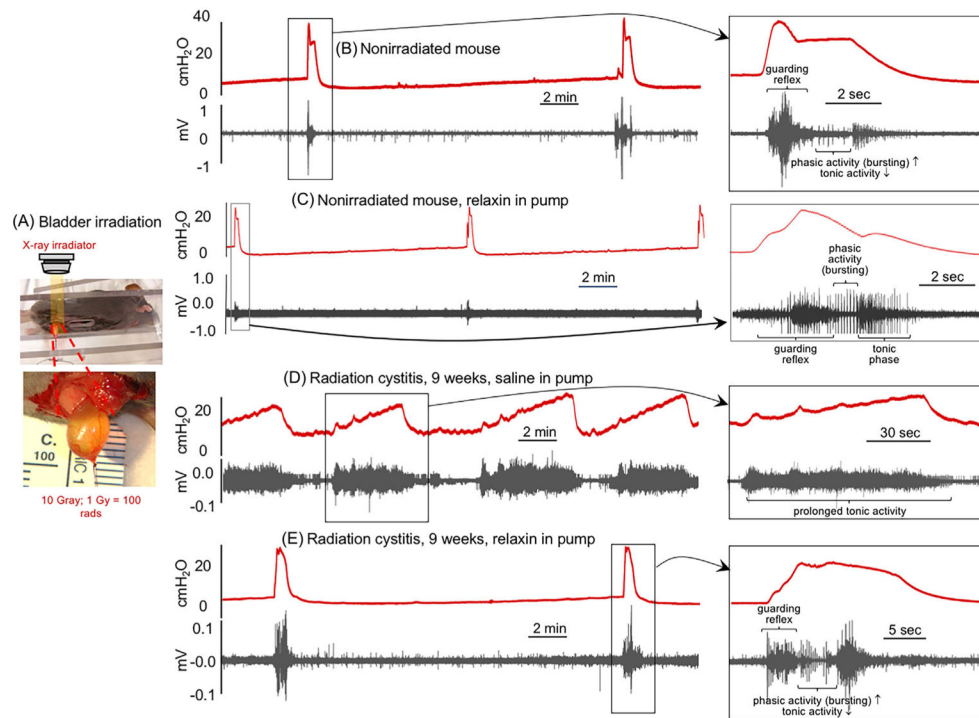 (A) Bladder irradiation
X-ray irradiator
C.
100
10 Gray; 1 Gy = 100
rads
(B) Nonirradiated mouse
40
20
0
cmH2O
2 min
1
0
-1
mV
guarding
reflex
2 sec
phasic activity (bursting) ↑
tonic activity ↓
(C) Nonirradiated mouse, relaxin in pump
20
0
cmH2O
2 min
1.0
0.0
-1.0
mV
phasic
activity
(bursting)
2 sec
guarding
reflex
tonic
phase
(D) Radiation cystitis, 9 weeks, saline in pump
20
0
cmH2O
2 min
0.0
-0.1
mV
30 sec
prolonged tonic activity
(E) Radiation cystitis, 9 weeks, relaxin in pump
20
0
cmH2O
2 min
0.1
-0.0
-0.1
mV
guarding
reflex
5 sec
phasic activity (bursting) ↑
tonic activity ↓